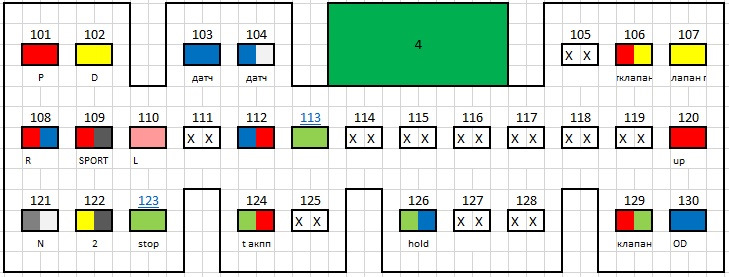 101 102 103 104 4 105 106 107
X X
P D датч датч тклапан лапан г
108 109 110 111 112 113 114 115 116 117 118 119 120
X X X X X X X X X X X X X X
R SPORT L up
121 122 123 124 125 126 127 128 129 130
X X X X X X
N 2 stop t акпп hold клапан OD